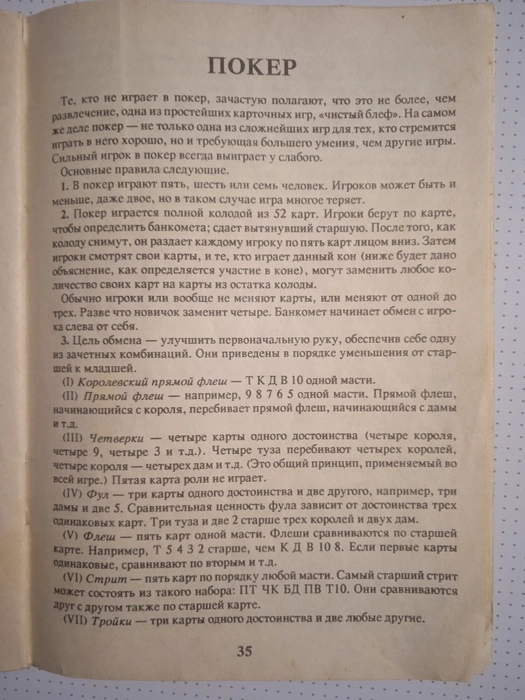 ПОКЕР
Те, кто не играет в покер, зачастую полагают, что это не более, чем
развлечение, одна из простейших карточных игр, «чистый блеф». На самом
же деле покер — не только одна из сложнейших игр для тех, кто стремится
играть в него хорошо, но и требующая большего умения, чем другие игры.
Сильный игрок в покер всегда выиграет у слабого.
Основные правила следующие.
1. В покер играют пять, шесть или семь человек. Игроков может быть и
меньше, даже двое, но в таком случае игра многое теряет.
2. Покер играется полной колодой из 52 карт. Игроки берут по карте,
чтобы определить банкомета; сдает вытянувший старшую. После того, как
колоду снимут, он раздает каждому игроку по пять карт лицом вниз. Затем
игроки смотрят свои карты, и те, кто играет данный кон (ниже будет дано
объяснение, как определяется участие в коне), могут заменить любое ко-
личество своих карт на карты из остатка колоды.
Обычно игроки или вообще не меняют карты, или меняют от одной до
трех. Разве что новичок заменит четыре. Банкомет начинает обмен с игро-
ка слева от себя.
3. Цель обмена — улучшить первоначальную руку, обеспечив себе одну
из зачетных комбинаций. Они приведены в порядке уменьшения от стар-
шей к младшей.
(I) Королевский прямой флеш — Т К Д В 10 одной масти.
(II) Прямой флеш — например, 9 8 7 6 5 одной масти. Прямой флеш,
начинающийся с короля, перебивает прямой флеш, начинающийся с дамы
и т.д.
(III) Четверки — четыре карты одного достоинства (четыре короля,
четыре 9, четыре 3 и т.д.). Четыре туза перебивают четырех королей,
четыре короля — четырех дам и т.д. (Это общий принцип, применяемый во
всей игре.) Пятая карта роли не играет.
(IV) Фул — три карты одного достоинства и две другого, например, три
дамы и две 5. Сравнительная ценность фула зависит от достоинства трех
одинаковых карт. Три туза и две 2 старше трех королей и двух дам.
(V) Флеш — пять карт одной масти. Флеши сравниваются по старшей
карте. Например, Т 5 4 3 2 старше, чем К Д В 10 8. Если первые карты
одинаковые, сравнивают по вторым и т.д.
(VI) Стрит — пять карт по порядку любой масти. Самый старший стрит
может состоять из такого набора: ПТ ЧК БД ПВ Т10. Они сравниваются
друг с другом также по старшей карте.
(VII) Тройки — три карты одного достоинства и две любые другие.
35